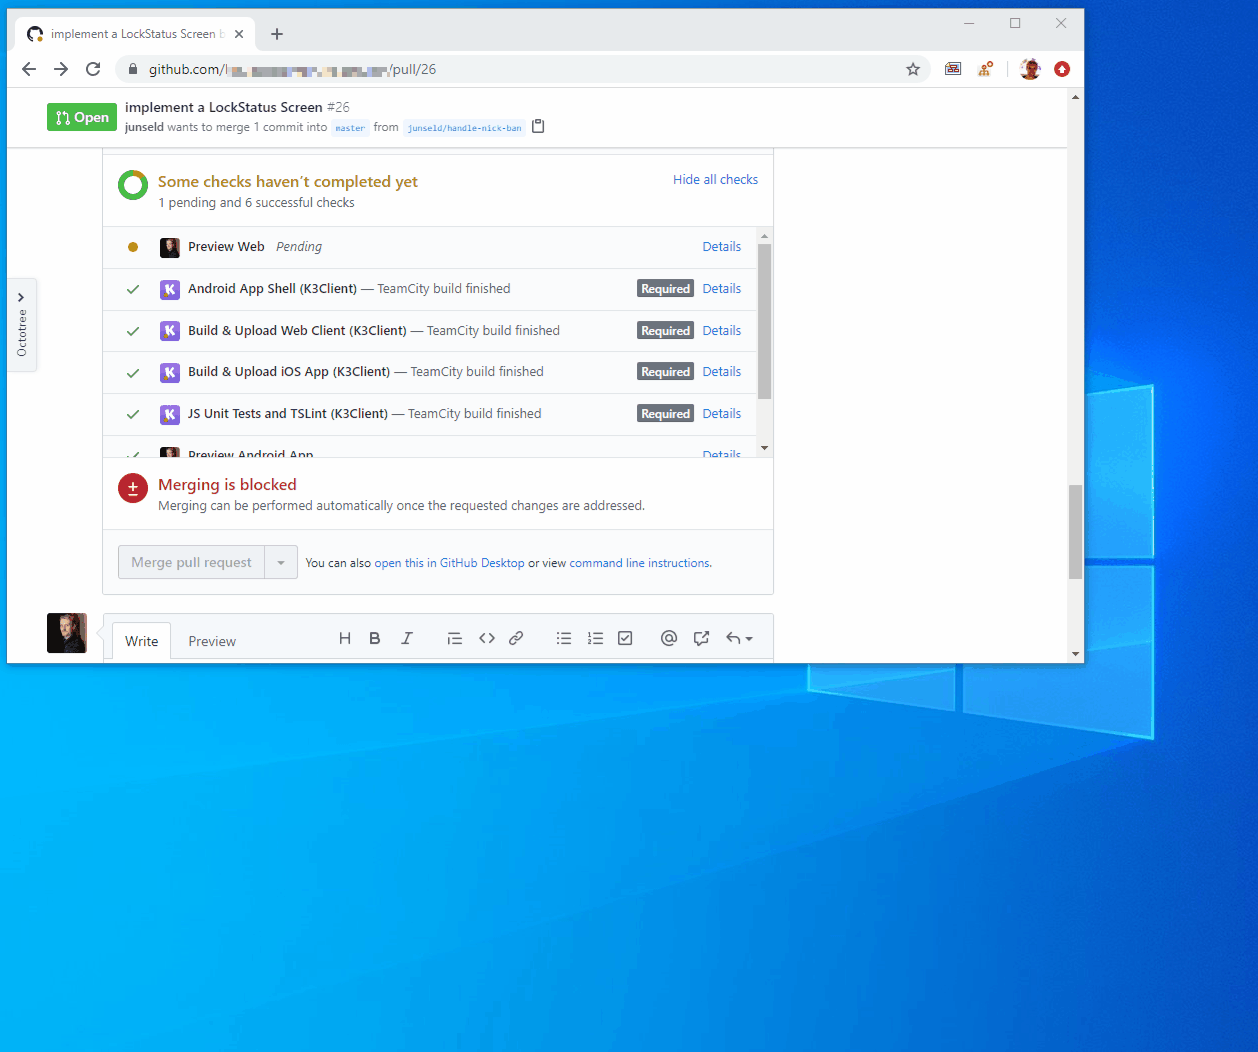 implement a LockStatus Screen b
github.com/
/pull/26
Open
implement a LockStatus Screen #26
junseld wants to merge 1 commit into master from junseld/handle-nick-ban
Some checks haven't completed yet
Hide all checks
1 pending and 6 successful checks
Preview Web Pending Details
Android App Shell (K3Client) — TeamCity build finished Required Details
Octotree
Build & Upload Web Client (K3Client) — TeamCity build finished Required Details
Build & Upload iOS App (K3Client) — TeamCity build finished Required Details
JS Unit Tests and TSLint (K3Client) — TeamCity build finished Required Details
Preview Android App Details
Merging is blocked
Merging can be performed automatically once the requested changes are addressed.
Merge pull request
You can also open this in GitHub Desktop or view command line instructions.
Write Preview